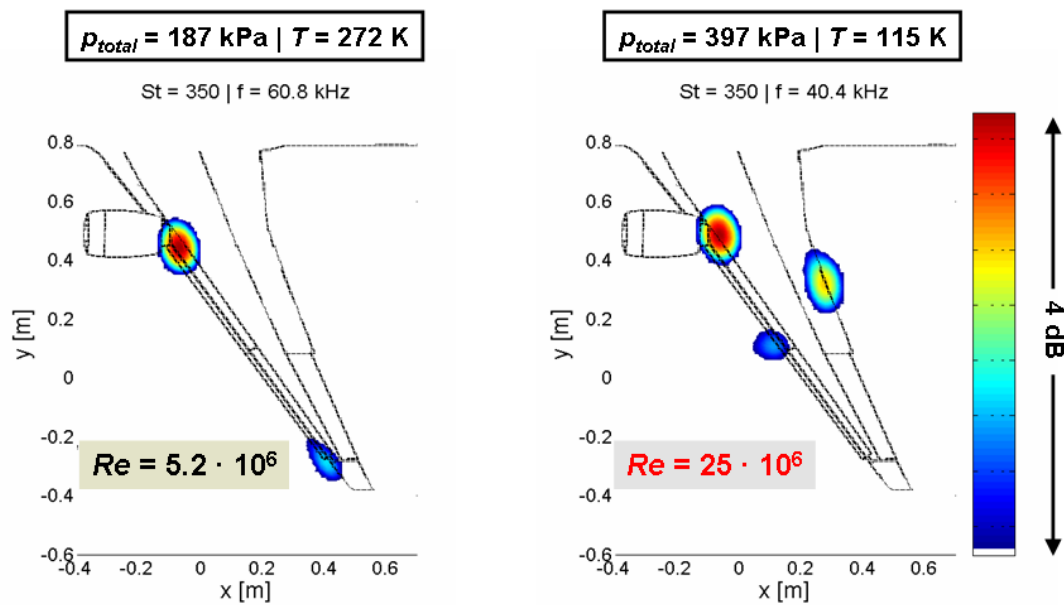 p_total = 187 kPa | T = 272 K
St = 350 | f = 60.8 kHz
0.8
0.6
0.4
0.2
0
-0.2
-0.4
-0.6
y [m]
Re = 5.2 · 10⁶
-0.4 -0.2 0 0.2 0.4 0.6
x [m]
p_total = 397 kPa | T = 115 K
St = 350 | f = 40.4 kHz
0.8
0.6
0.4
0.2
0
-0.2
-0.4
-0.6
y [m]
Re = 25 · 10⁶
-0.4 -0.2 0 0.2 0.4 0.6
x [m]
4 dB